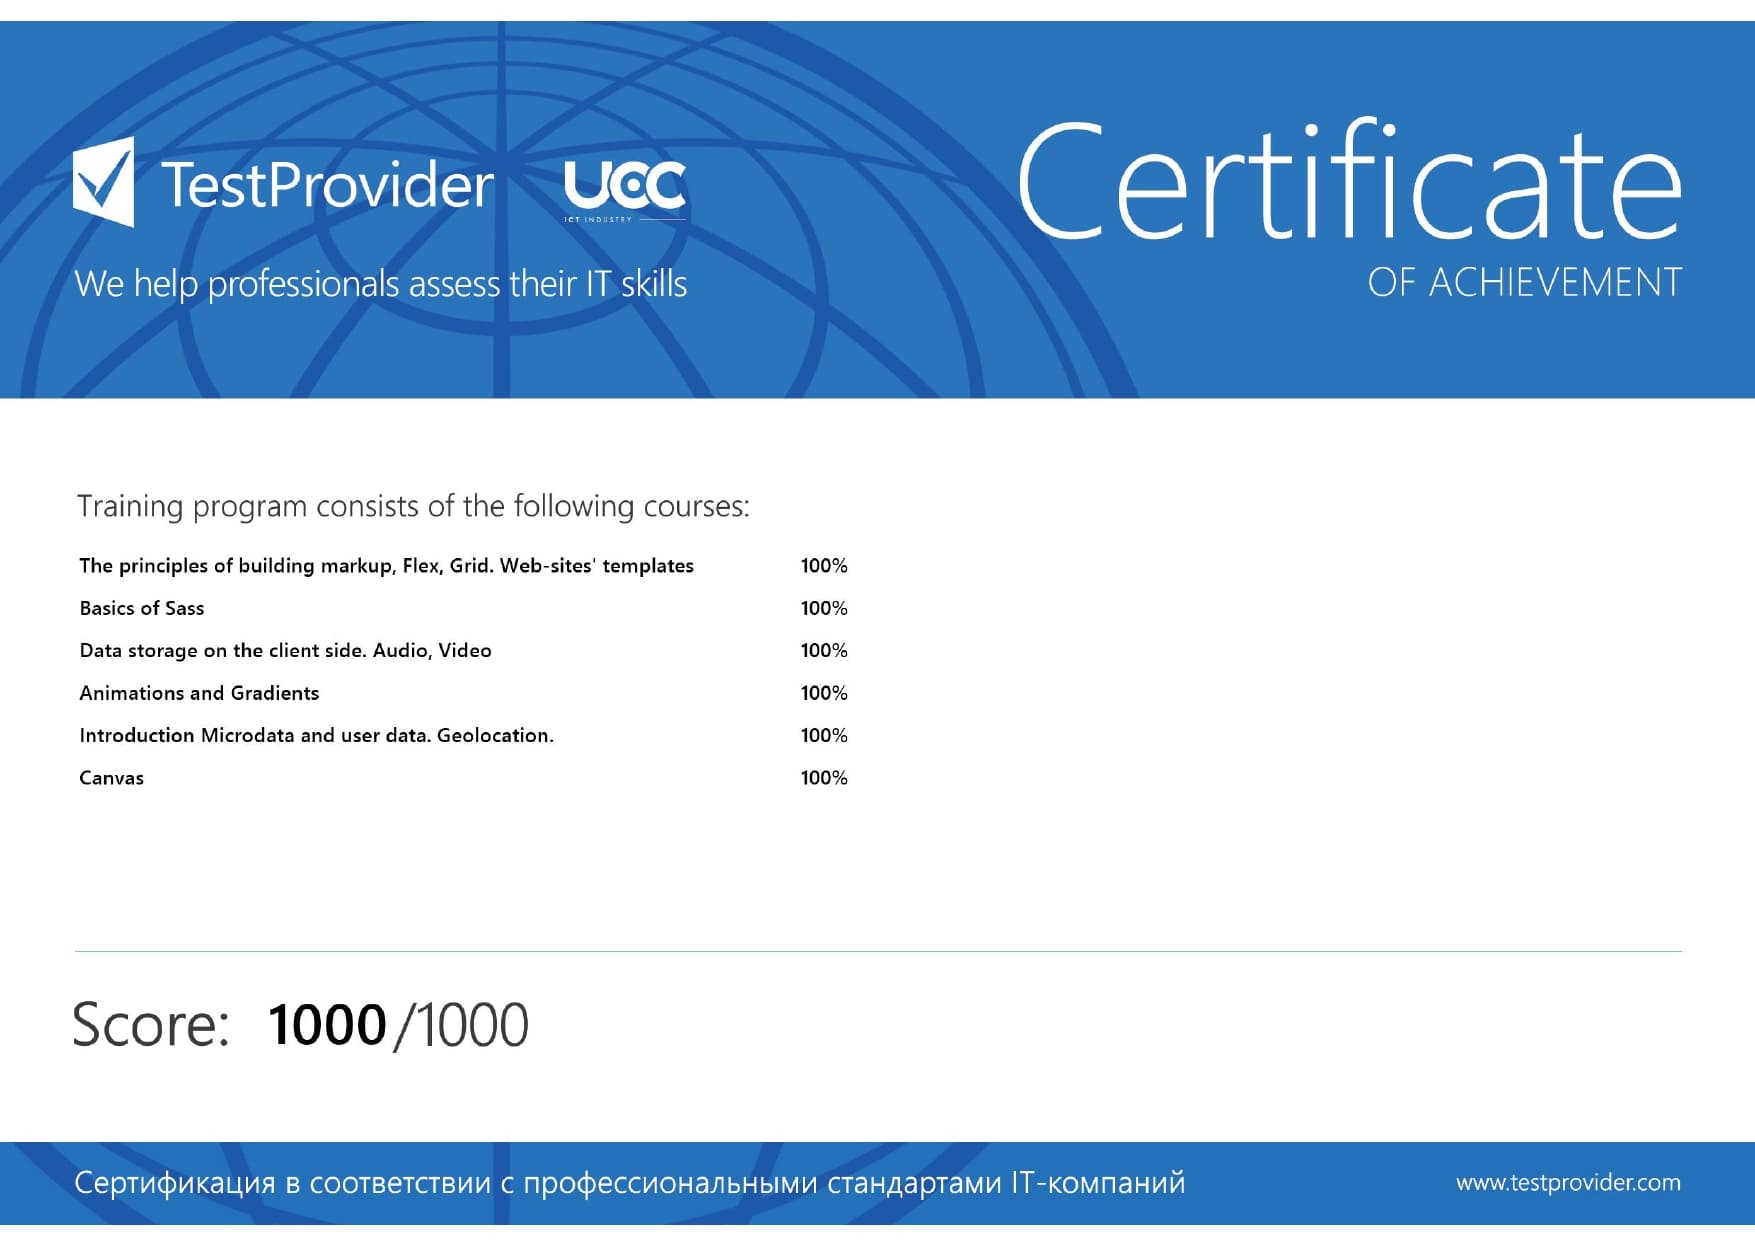 TestProvider
UCC
ICT INDUSTRY
We help professionals assess their IT skills
Certificate
OF ACHIEVEMENT
Training program consists of the following courses:
The principles of building markup, Flex, Grid. Web-sites' templates 100%
Basics of Sass 100%
Data storage on the client side. Audio, Video 100%
Animations and Gradients 100%
Introduction Microdata and user data. Geolocation. 100%
Canvas 100%
Score: 1000/1000
Сертификация в соответствии с профессиональными стандартами IT-компаний
www.testprovider.com